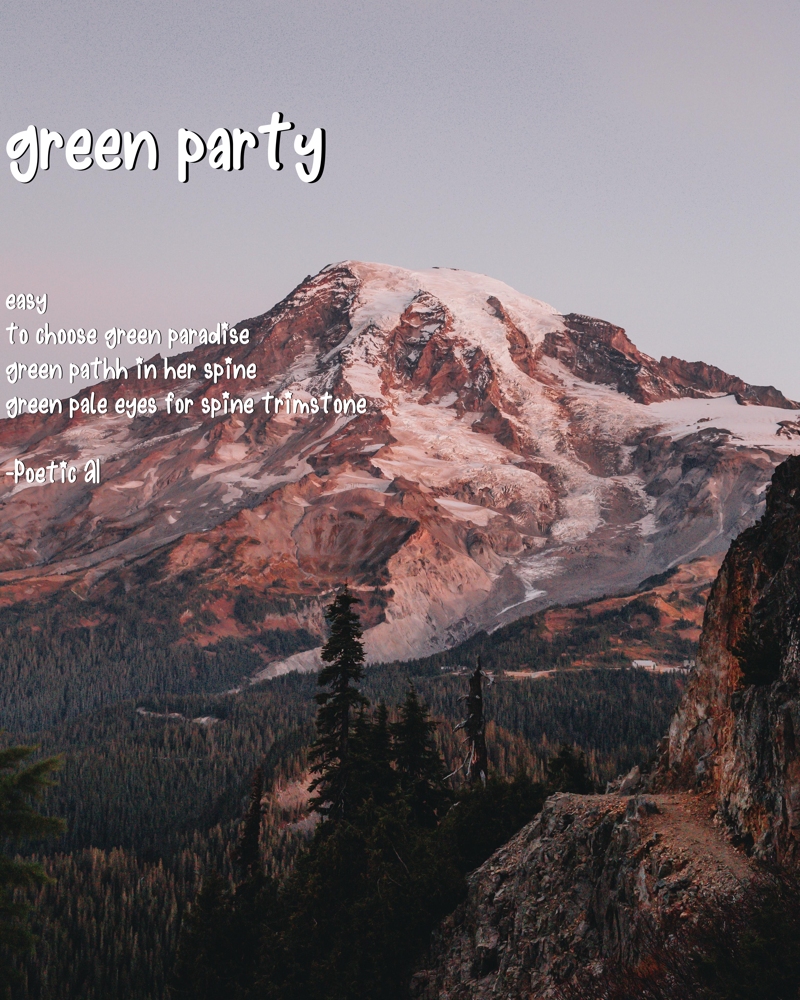 green party
easy
to choose green paradise
green pathh in her spine
green pale eyes for spine trimstone
-Poetic Al